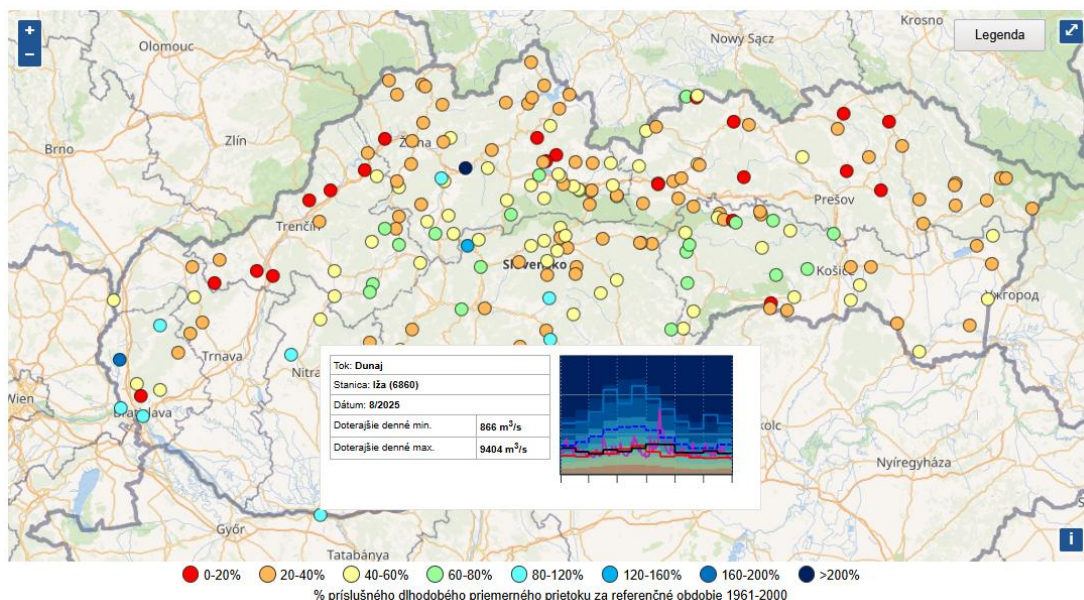 Krosno
+
Legenda
Olomouc
Nowy Sącz
−
Zlín
Žilina
Brno
Prešov
Trenčín
Slovensko
Košice
Ужгород
Trnava
Nitra
Tok: Dunaj
Stanica: Iža (6860)
Dátum: 8/2025
Doterajšie denné min. 866 m³/s
Doterajšie denné max. 9404 m³/s
Wien
Bratislava
Nyíregyháza
Győr
i
Tatabánya
0-20% 20-40% 40-60% 60-80% 80-120% 120-160% 160-200% >200%
% príslušného dlhodobého priemerného prietoku za referenčné obdobie 1961-2000